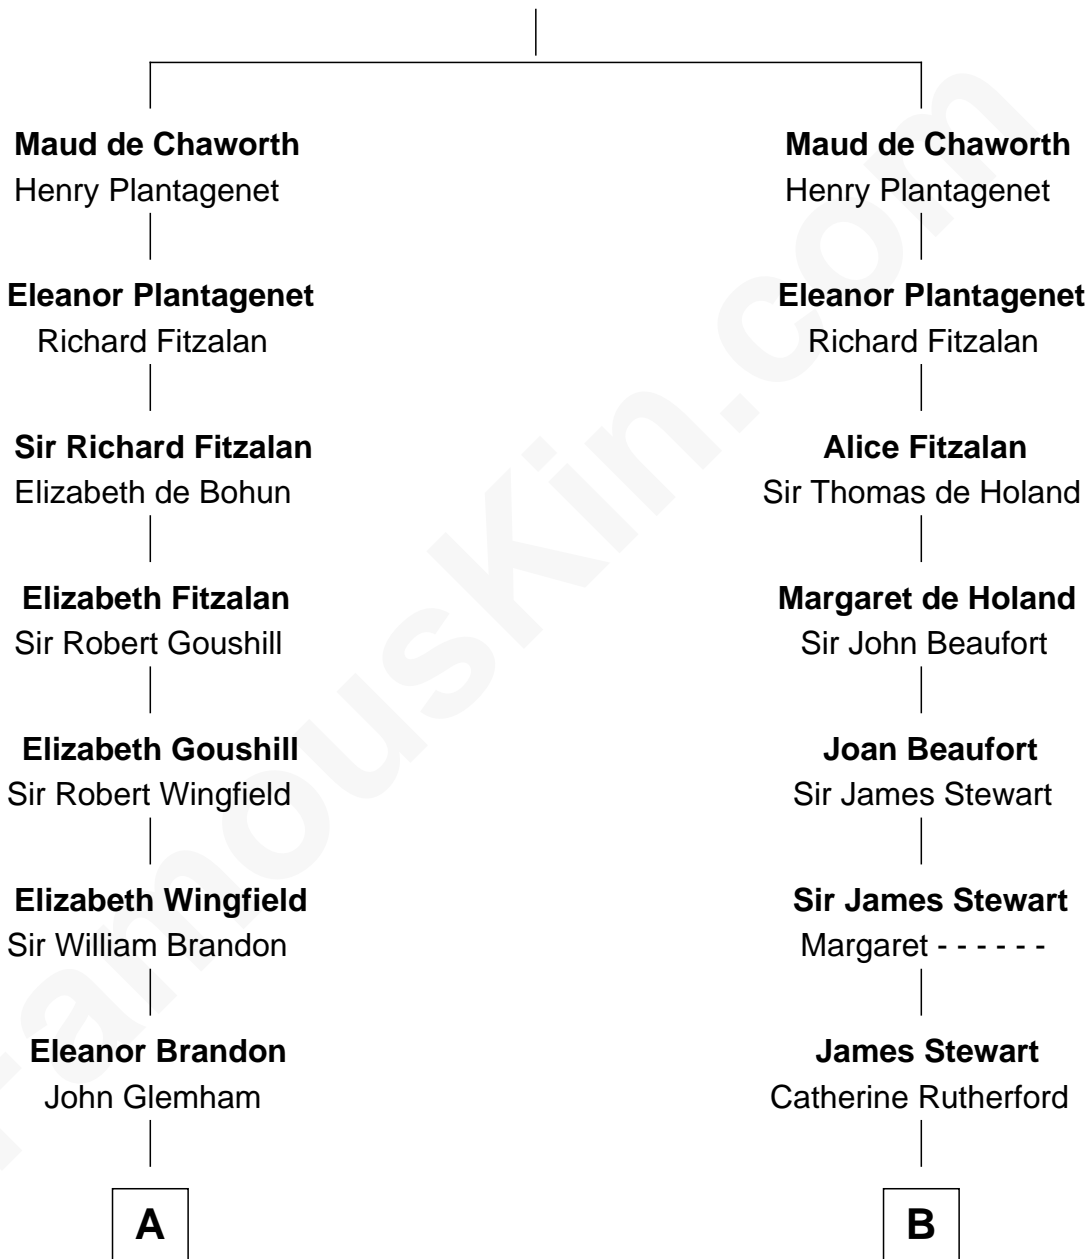 Maud de Chaworth
Henry Plantagenet
Eleanor Plantagenet
Richard Fitzalan
Sir Richard Fitzalan
Elizabeth de Bohun
Elizabeth Fitzalan
Sir Robert Goushill
Elizabeth Goushill
Sir Robert Wingfield
Elizabeth Wingfield
Sir William Brandon
Eleanor Brandon
John Glemham
A
Maud de Chaworth
Henry Plantagenet
Eleanor Plantagenet
Richard Fitzalan
Alice Fitzalan
Sir Thomas de Holand
Margaret de Holand
Sir John Beaufort
Joan Beaufort
Sir James Stewart
Sir James Stewart
Margaret - - - - - -
James Stewart
Catherine Rutherford
B
FamousKin.com